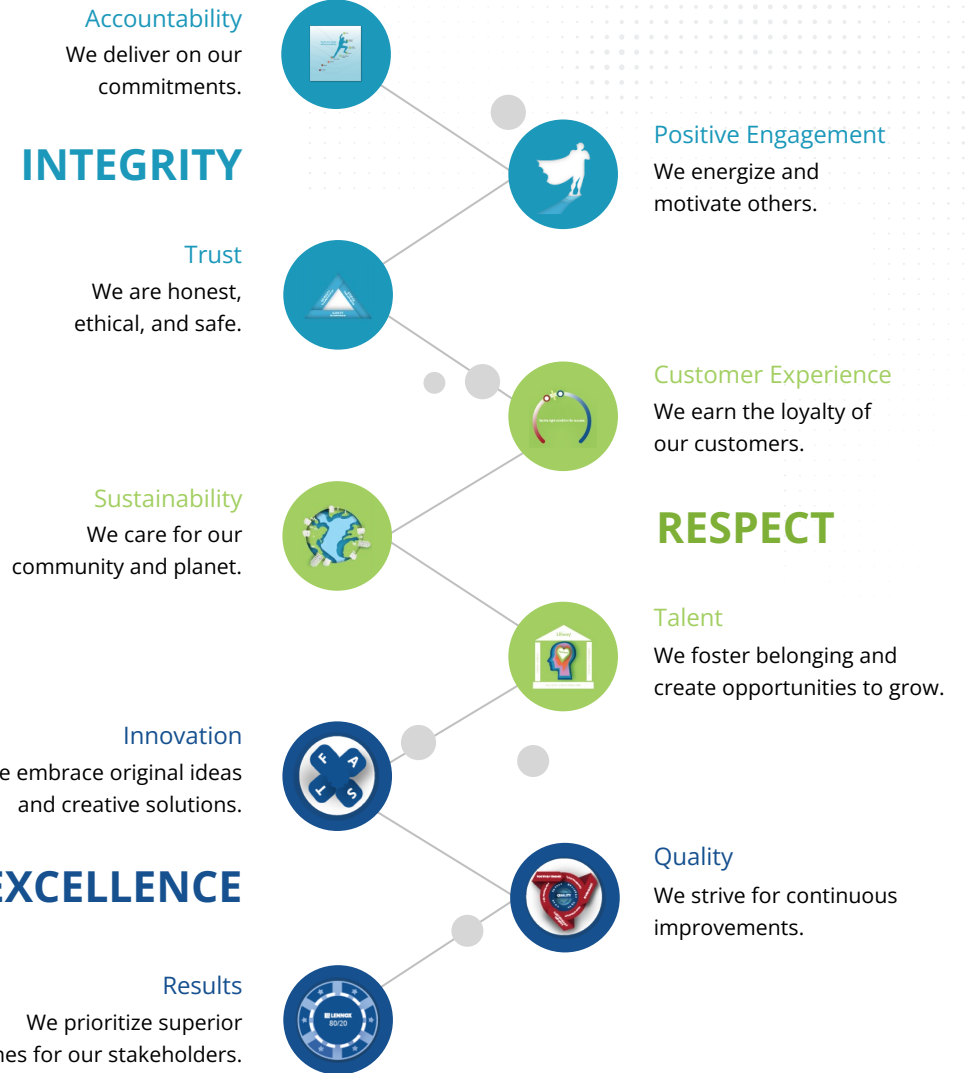 Accountability
We deliver on our
commitments.
INTEGRITY
Positive Engagement
We energize and
motivate others.
Trust
We are honest,
ethical, and safe.
Customer Experience
We earn the loyalty of
our customers.
Sustainability
We care for our
community and planet.
RESPECT
Talent
We foster belonging and
create opportunities to grow.
Innovation
e embrace original ideas
and creative solutions.
F
A
T
S
EXCELLENCE
Quality
We strive for continuous
improvements.
QUALITY
Results
We prioritize superior
nes for our stakeholders.
LENNOX
80/20